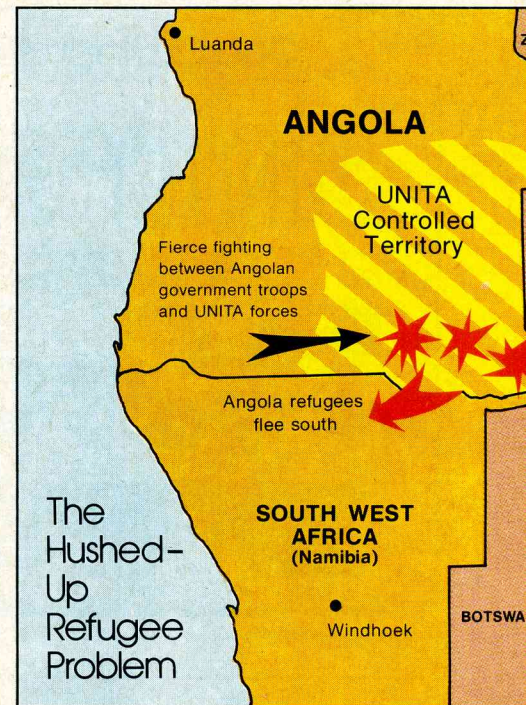 Luanda
Z
ANGOLA
UNITA
Controlled
Territory
Fierce fighting
between Angolan
government troops
and UNITA forces
Angola refugees
flee south
SOUTH WEST
AFRICA
(Namibia)
Windhoek
BOTSWA
The
Hushed–
Up
Refugee
Problem